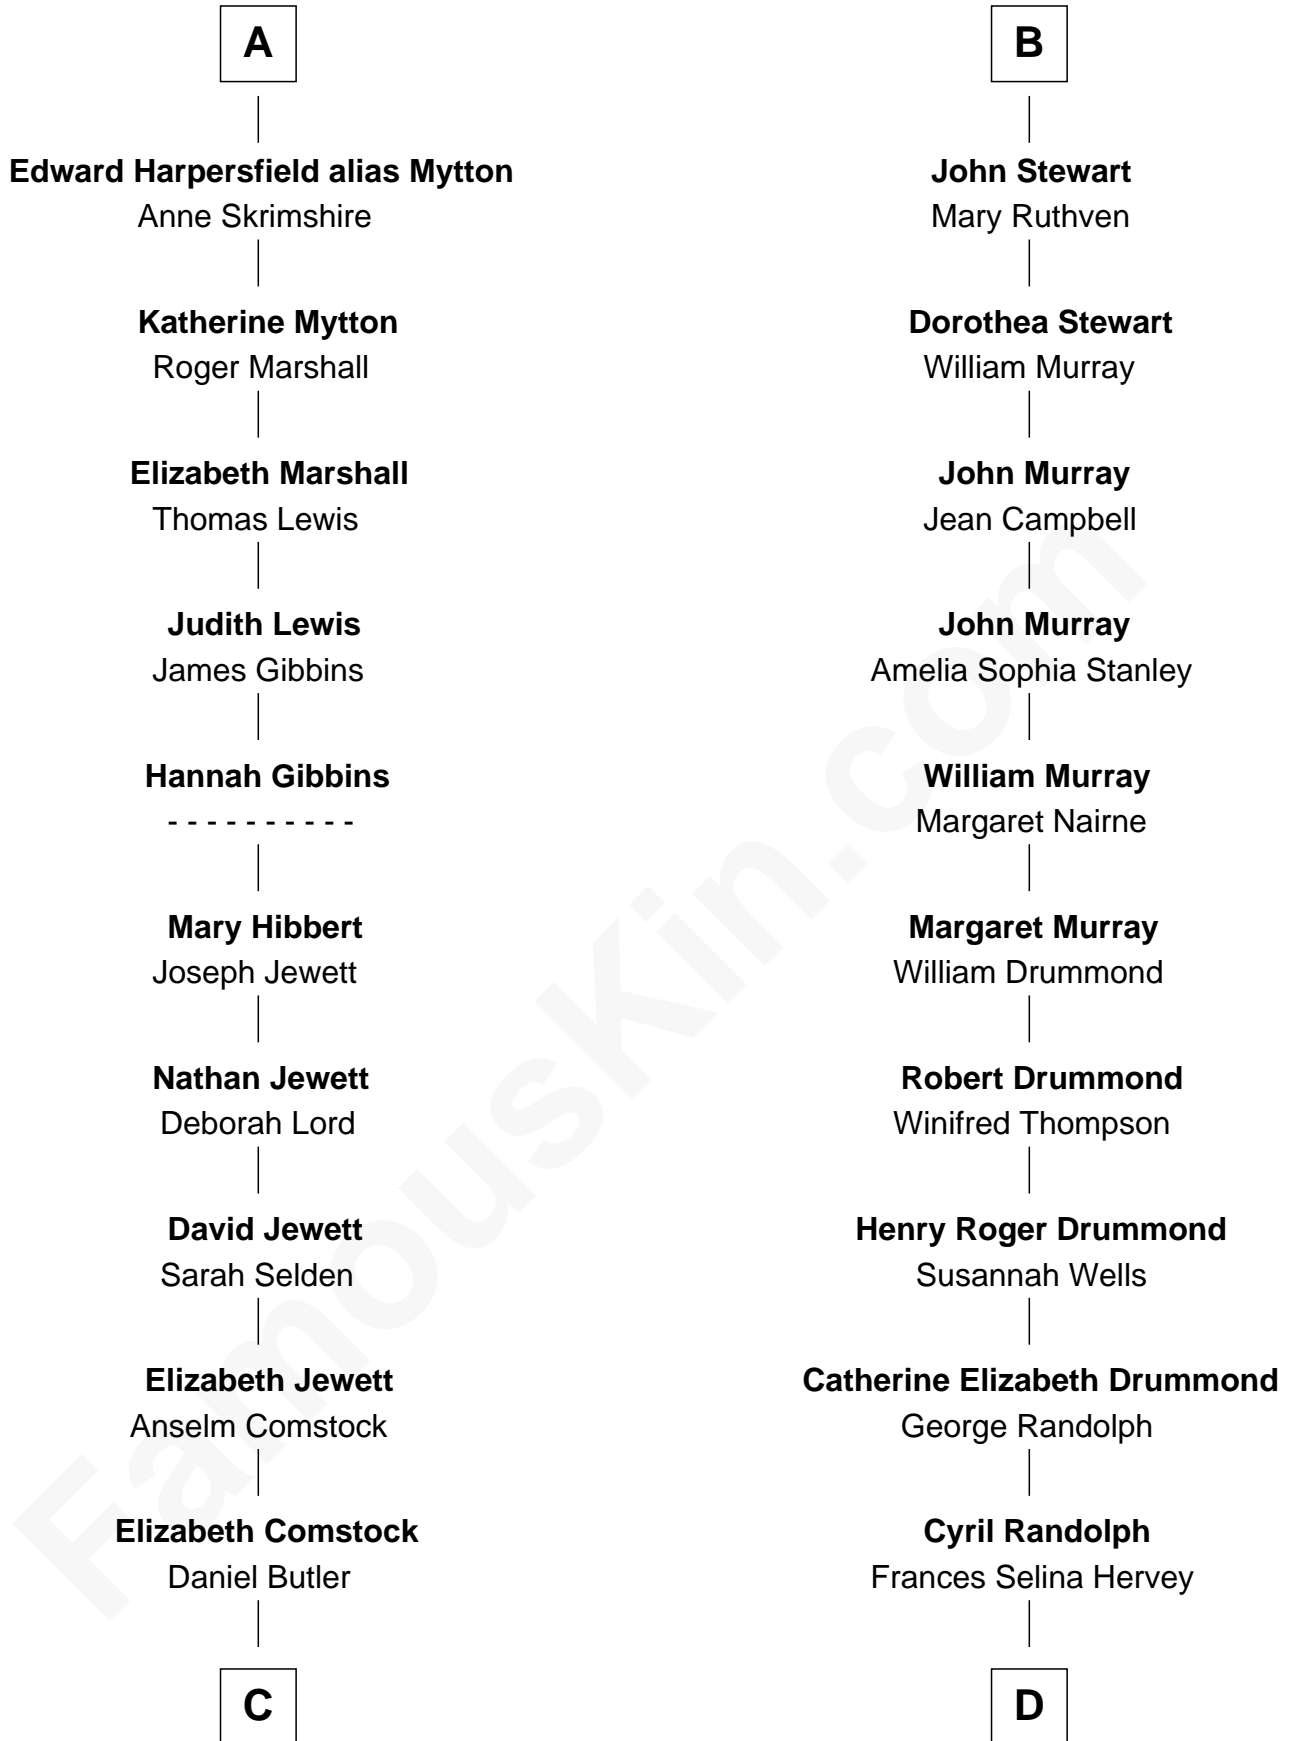 A
Edward Harpersfield alias Mytton
Anne Skrimshire
Katherine Mytton
Roger Marshall
Elizabeth Marshall
Thomas Lewis
Judith Lewis
James Gibbins
Hannah Gibbins
- - - - - - - - - -
Mary Hibbert
Joseph Jewett
Nathan Jewett
Deborah Lord
David Jewett
Sarah Selden
Elizabeth Jewett
Anselm Comstock
Elizabeth Comstock
Daniel Butler
C
B
John Stewart
Mary Ruthven
Dorothea Stewart
William Murray
John Murray
Jean Campbell
John Murray
Amelia Sophia Stanley
William Murray
Margaret Nairne
Margaret Murray
William Drummond
Robert Drummond
Winifred Thompson
Henry Roger Drummond
Susannah Wells
Catherine Elizabeth Drummond
George Randolph
Cyril Randolph
Frances Selina Hervey
D
FamousKin.com